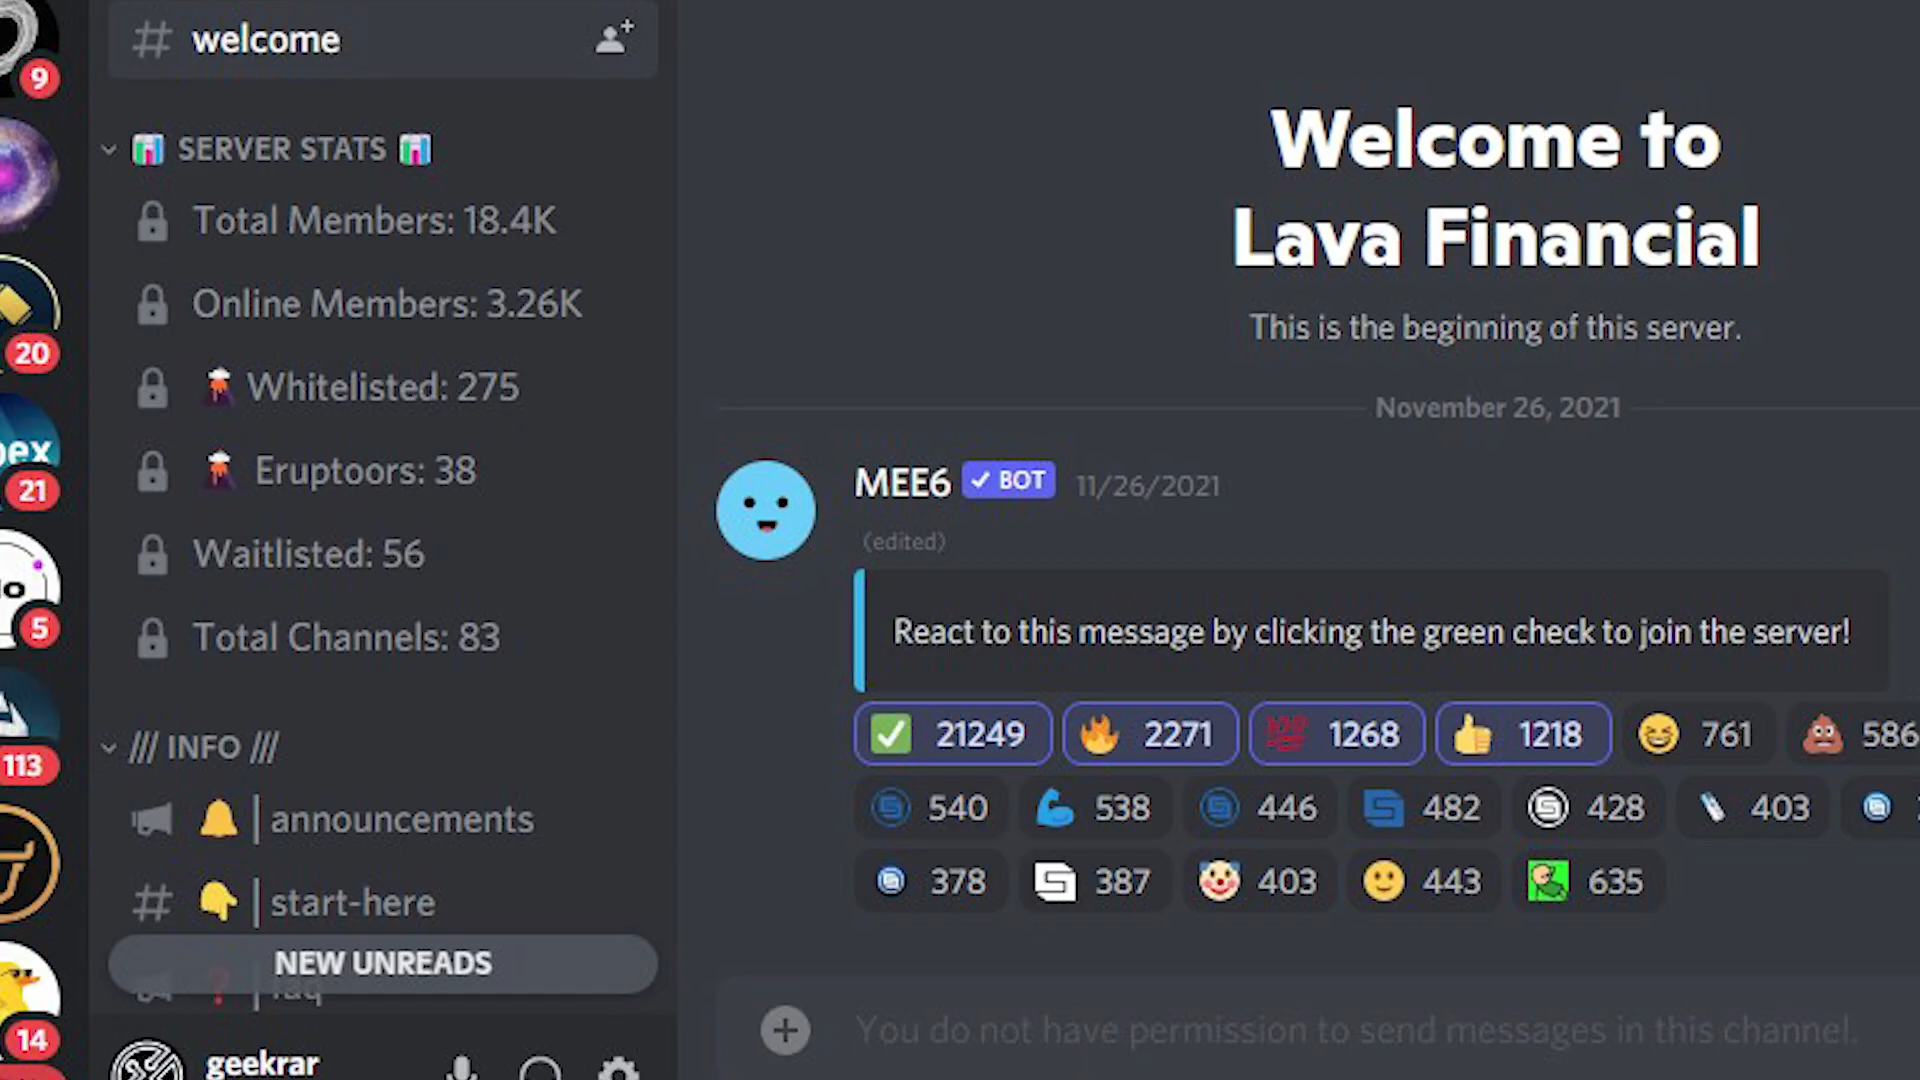 9
20
21
5
113
14
welcome
SERVER STATS
Total Members: 18.4K
Online Members: 3.26K
Whitelisted: 275
Eruptoors: 38
Waitlisted: 56
Total Channels: 83
/// INFO ///
announcements
start-here
NEW UNREADS
faq
geekrar
Welcome to
Lava Financial
This is the beginning of this server.
November 26, 2021
MEE6 ✓ BOT 11/26/2021
(edited)
React to this message by clicking the green check to join the server!
21249 2271 1268 1218 761 586
540 538 446 482 428 403
378 387 403 443 635
You do not have permission to send messages in this channel.